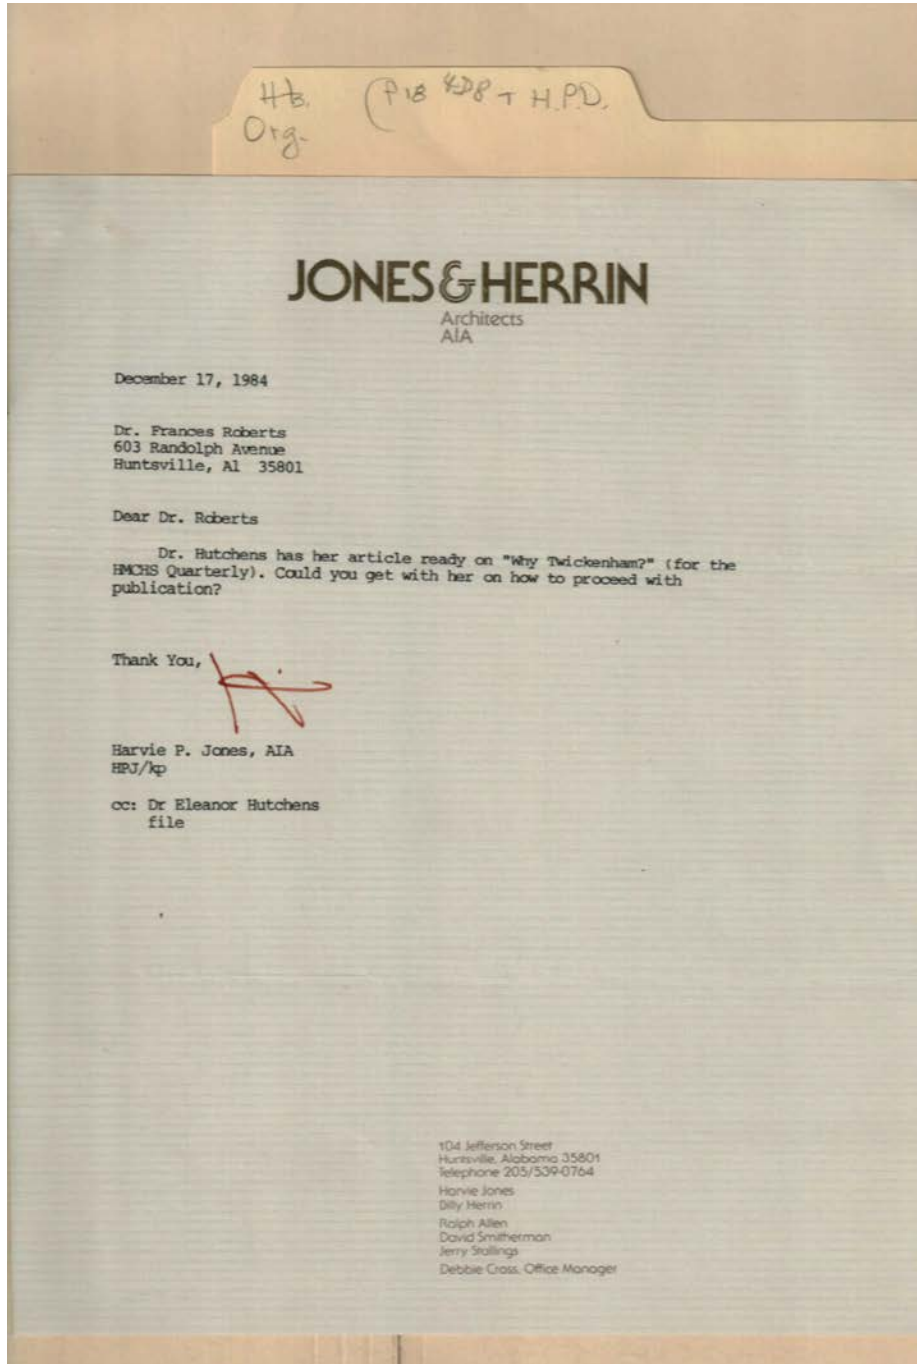 Hb.
Org.
H.P.D.
JONES & HERRIN
Architects
AIA
December 17, 1984
Dr. Frances Roberts
603 Randolph Avenue
Huntsville, Al 35801
Dear Dr. Roberts
Dr. Hutchens has her article ready on "Why Twickenham?" (for the
HMCHS Quarterly). Could you get with her on how to proceed with
publication?
Thank You,
Harvie P. Jones, AIA
HPJ/kp
cc: Dr Eleanor Hutchens
file
104 Jefferson Street
Huntsville, Alabama 35801
Telephone 205/539-0764
Harvie Jones
Billy Herrin
Ralph Allen
David Smitherman
Jerry Stallings
Debbie Cross, Office Manager